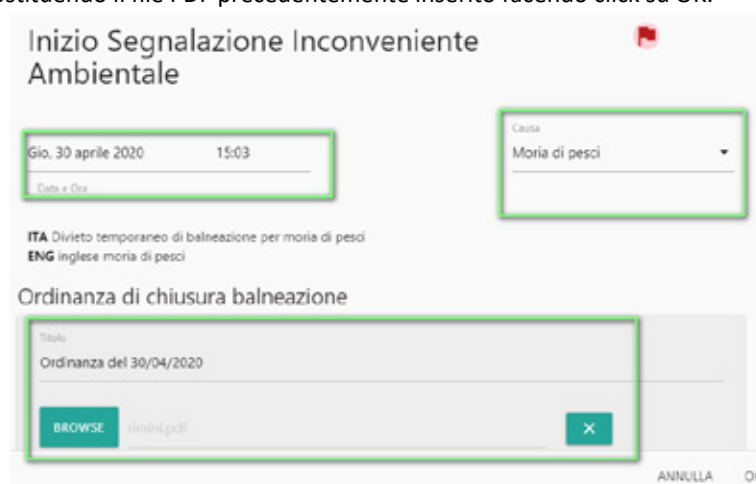 sostituendo il file PDF precedentemente inserito facendo click su OK.
Inizio Segnalazione Inconveniente
Ambientale
Causa
Gio, 30 aprile 2020 15:03
Moria di pesci
Data e Ora
ITA Divieto temporaneo di balneazione per moria di pesci
ENG inglese moria di pesci
Ordinanza di chiusura balneazione
Titolo
Ordinanza del 30/04/2020
BROWSE rimini.pdf
×
ANNULLA